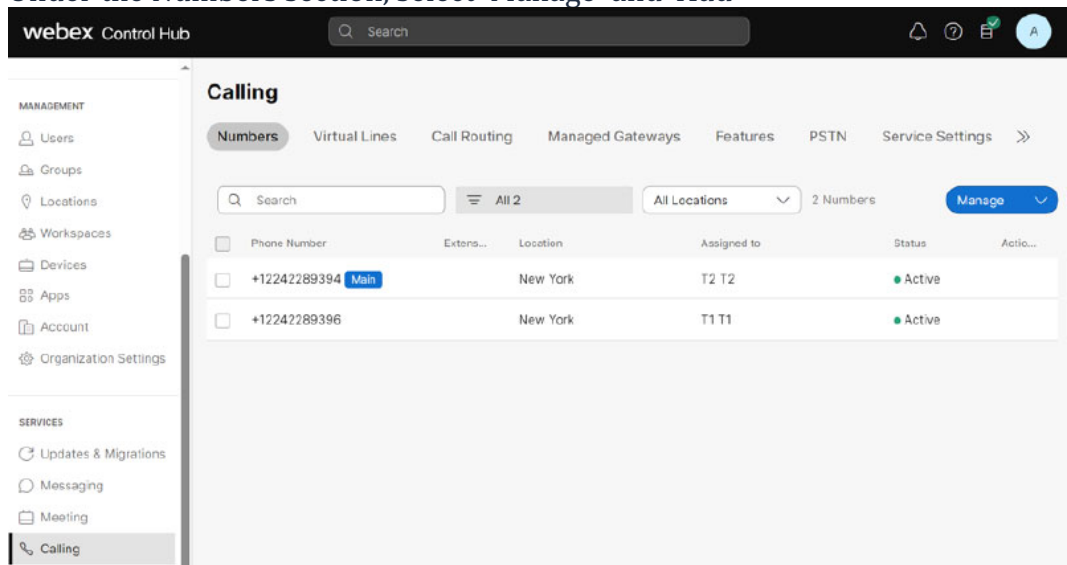 Under the Numbers section, select 'Manage' and 'Add'
webex Control Hub
Search
A
MANAGEMENT
Users
Groups
Locations
Workspaces
Devices
Apps
Account
Organization Settings
SERVICES
Updates & Migrations
Messaging
Meeting
Calling
Calling
Numbers Virtual Lines Call Routing Managed Gateways Features PSTN Service Settings
Search All 2 All Locations 2 Numbers Manage
Phone Number Extens... Location Assigned to Status Actio...
+12242289394 Main New York T2 T2 Active
+12242289396 New York T1 T1 Active